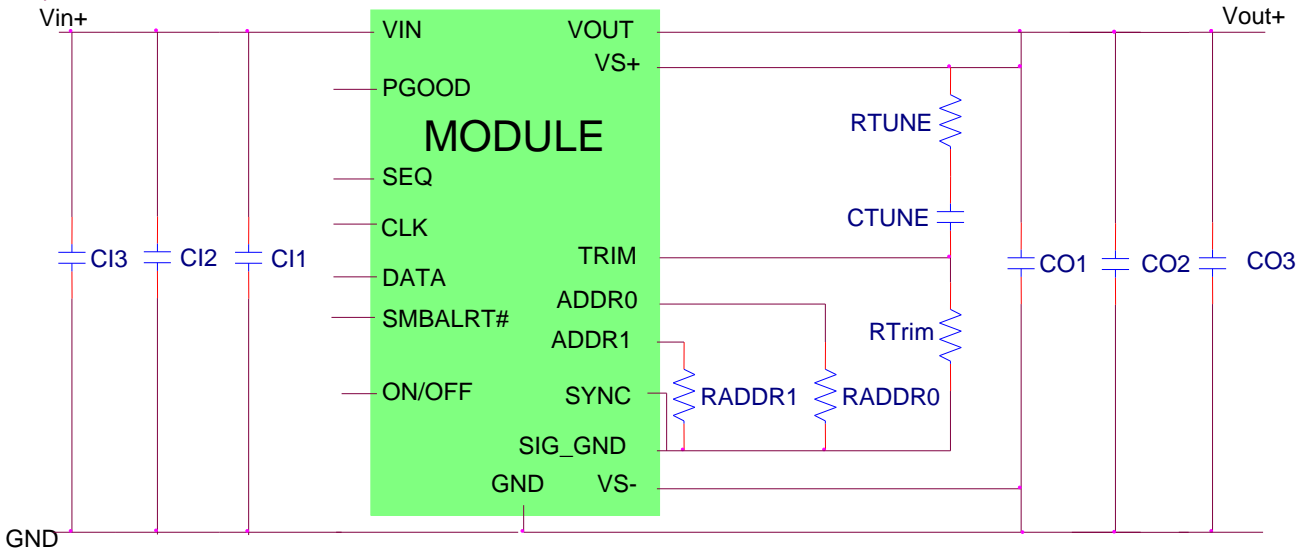 Vin+
Vout+
VIN
VOUT
VS+
PGOOD
MODULE
RTUNE
SEQ
CTUNE
CLK
TRIM
CI3
CI2
CI1
CO1
CO2
CO3
DATA
ADDR0
SMBALRT#
ADDR1
RTrim
ON/OFF
SYNC
RADDR1
RADDR0
SIG_GND
GND
VS-
GND